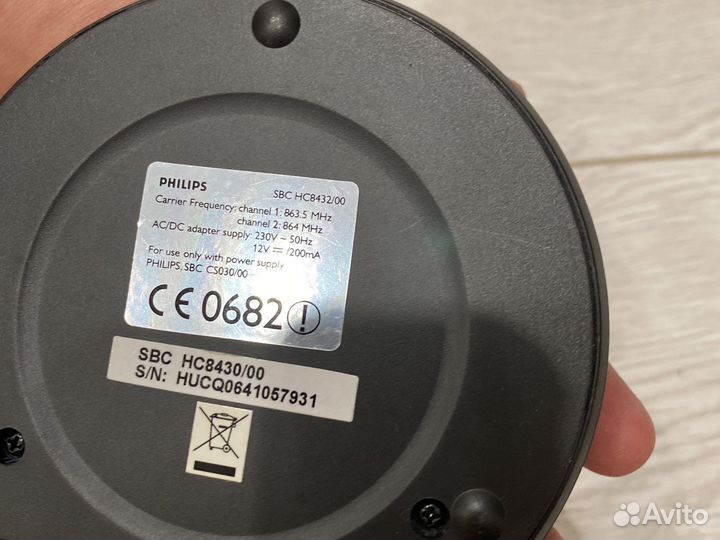 PHILIPS SBC HC8432/00
Carrier Frequency: channel 1: 863.5 MHz
channel 2: 864 MHz
AC/DC adapter supply: 230V ~ 50Hz
12V ⎓ /200mA
For use only with power supply
PHILIPS, SBC CS030/00
CE 0682
SBC HC8430/00
S/N: HUCQ0641057931
Avito